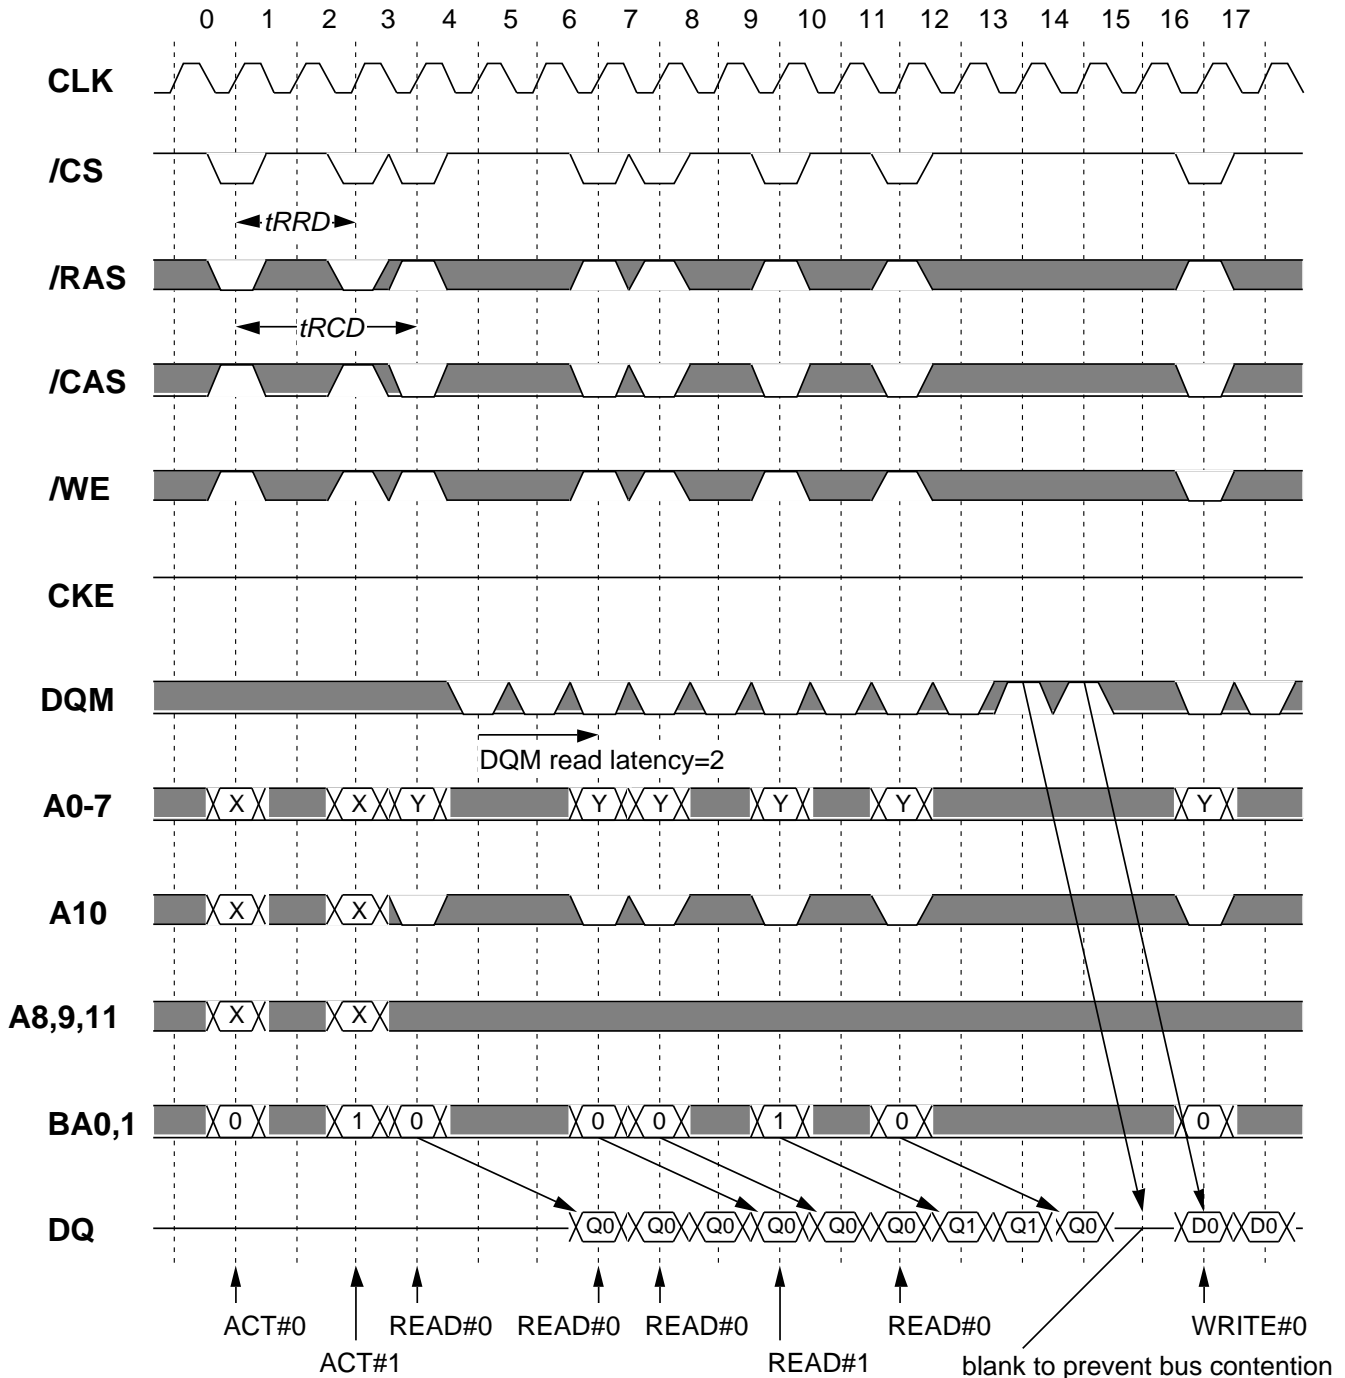 0 1 2 3 4 5 6 7 8 9 10 11 12 13 14 15 16 17
CLK
/CS
tRRD
/RAS
tRCD
/CAS
/WE
CKE
DQM
DQM read latency=2
A0-7 X X Y Y Y Y Y Y
A10 X X
A8,9,11 X X
BA0,1 0 1 0 0 0 1 0 0
DQ Q0 Q0 Q0 Q0 Q0 Q0 Q1 Q1 Q0 D0 D0
ACT#0 READ#0 READ#0 READ#0 READ#0 WRITE#0
ACT#1 READ#1 blank to prevent bus contention